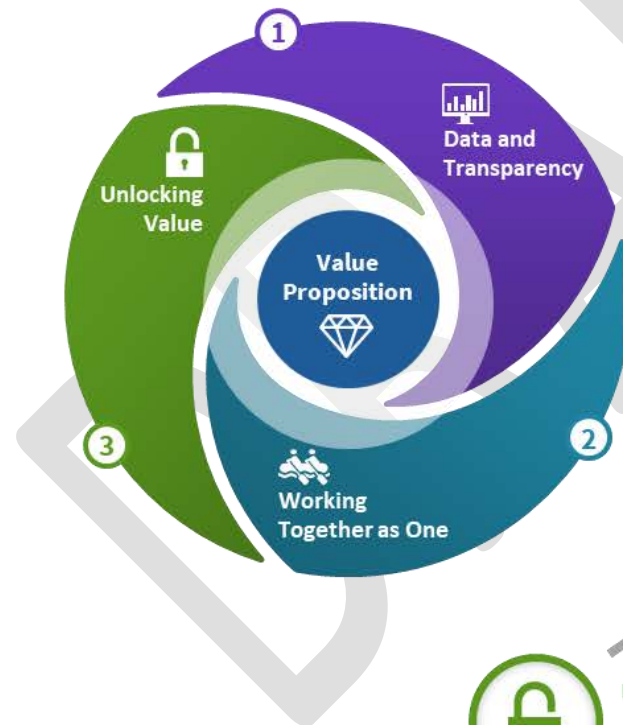 1
Data and
Transparency
Unlocking
Value
Value
Proposition
3
2
Working
Together as One